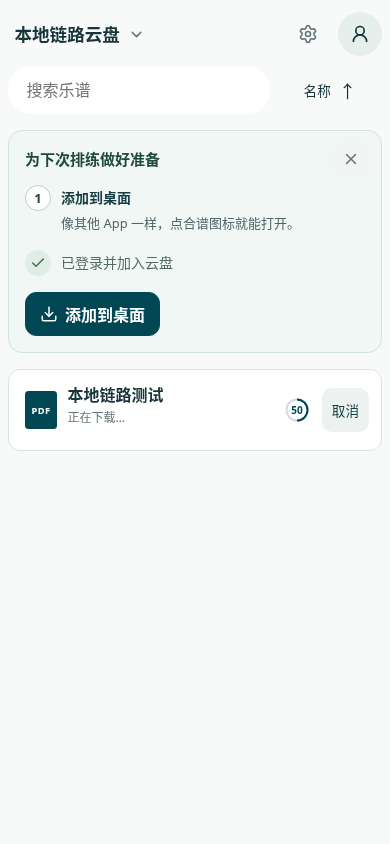 本地链路云盘
搜索乐谱
名称 ↑
为下次排练做好准备
1 添加到桌面
像其他 App 一样，点合谱图标就能打开。
已登录并加入云盘
添加到桌面
PDF
本地链路测试
正在下载...
50
取消